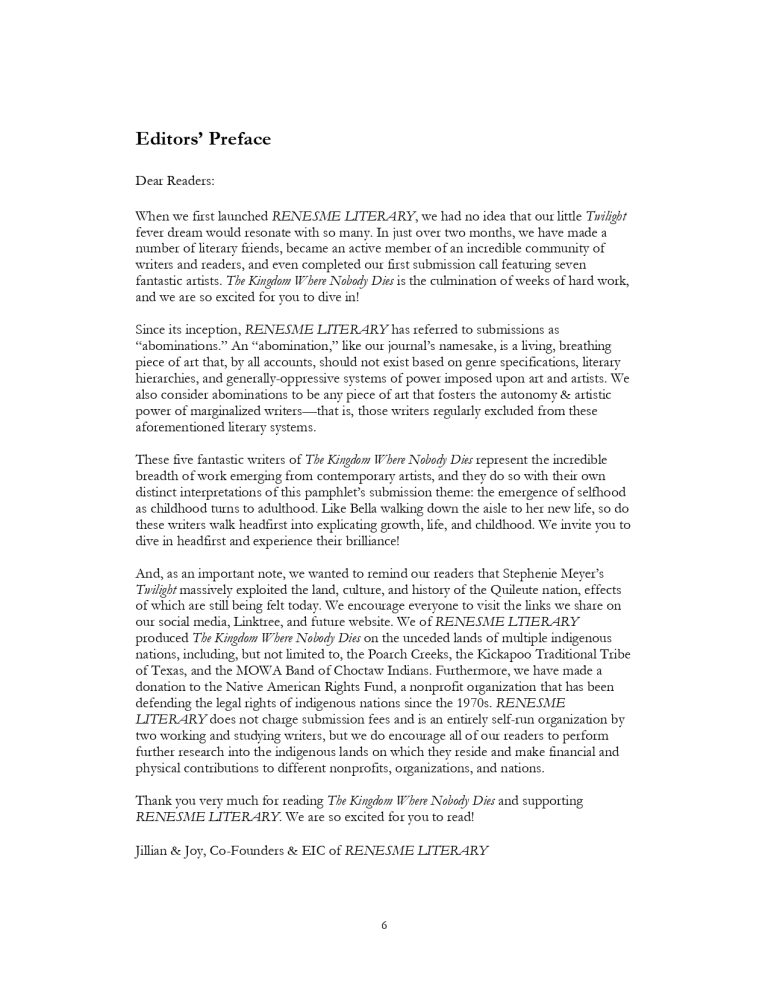 Editors’ Preface
Dear Readers:
When we first launched RENESME LITERARY, we had no idea that our little Twilight
fever dream would resonate with so many. In just over two months, we have made a
number of literary friends, became an active member of an incredible community of
writers and readers, and even completed our first submission call featuring seven
fantastic artists. The Kingdom Where Nobody Dies is the culmination of weeks of hard work,
and we are so excited for you to dive in!
Since its inception, RENESME LITERARY has referred to submissions as
“abominations.” An “abomination,” like our journal’s namesake, is a living, breathing
piece of art that, by all accounts, should not exist based on genre specifications, literary
hierarchies, and generally-oppressive systems of power imposed upon art and artists. We
also consider abominations to be any piece of art that fosters the autonomy & artistic
power of marginalized writers—that is, those writers regularly excluded from these
aforementioned literary systems.
These five fantastic writers of The Kingdom Where Nobody Dies represent the incredible
breadth of work emerging from contemporary artists, and they do so with their own
distinct interpretations of this pamphlet’s submission theme: the emergence of selfhood
as childhood turns to adulthood. Like Bella walking down the aisle to her new life, so do
these writers walk headfirst into explicating growth, life, and childhood. We invite you to
dive in headfirst and experience their brilliance!
And, as an important note, we wanted to remind our readers that Stephenie Meyer’s
Twilight massively exploited the land, culture, and history of the Quileute nation, effects
of which are still being felt today. We encourage everyone to visit the links we share on
our social media, Linktree, and future website. We of RENESME LTIERARY
produced The Kingdom Where Nobody Dies on the unceded lands of multiple indigenous
nations, including, but not limited to, the Poarch Creeks, the Kickapoo Traditional Tribe
of Texas, and the MOWA Band of Choctaw Indians. Furthermore, we have made a
donation to the Native American Rights Fund, a nonprofit organization that has been
defending the legal rights of indigenous nations since the 1970s. RENESME
LITERARY does not charge submission fees and is an entirely self-run organization by
two working and studying writers, but we do encourage all of our readers to perform
further research into the indigenous lands on which they reside and make financial and
physical contributions to different nonprofits, organizations, and nations.
Thank you very much for reading The Kingdom Where Nobody Dies and supporting
RENESME LITERARY. We are so excited for you to read!
Jillian & Joy, Co-Founders & EIC of RENESME LITERARY
6